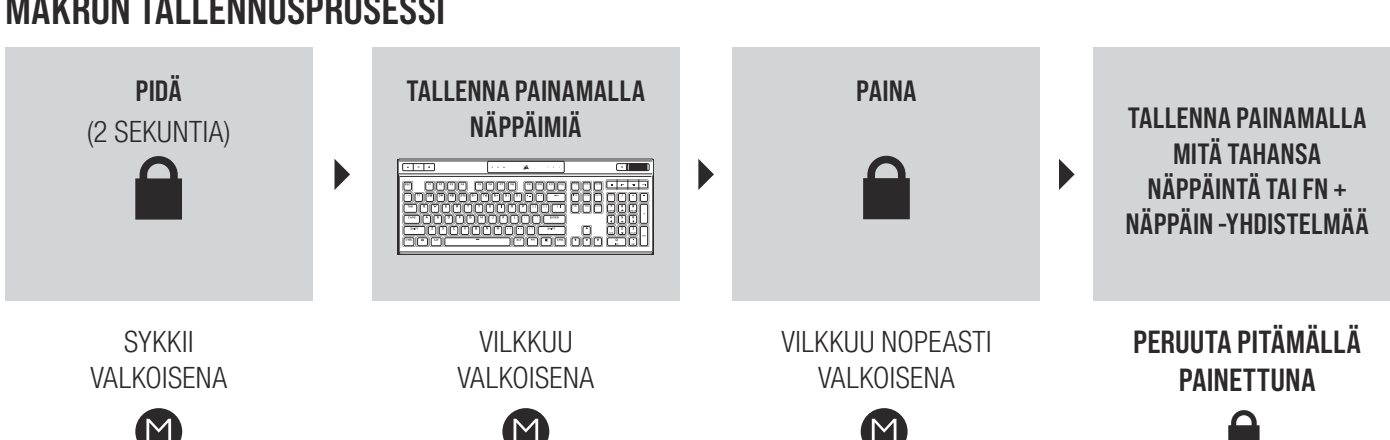 MAKRON TALLENNUSPROSESSI
PIDÄ
(2 SEKUNTIA)
TALLENNA PAINAMALLA
NÄPPÄIMIÄ
PAINA
TALLENNA PAINAMALLA
MITÄ TAHANSA
NÄPPÄINTÄ TAI FN +
NÄPPÄIN -YHDISTELMÄÄ
SYKKII
VALKOISENA
M
VILKKUU
VALKOISENA
M
VILKKUU NOPEASTI
VALKOISENA
M
PERUUTA PITÄMÄLLÄ
PAINETTUNA